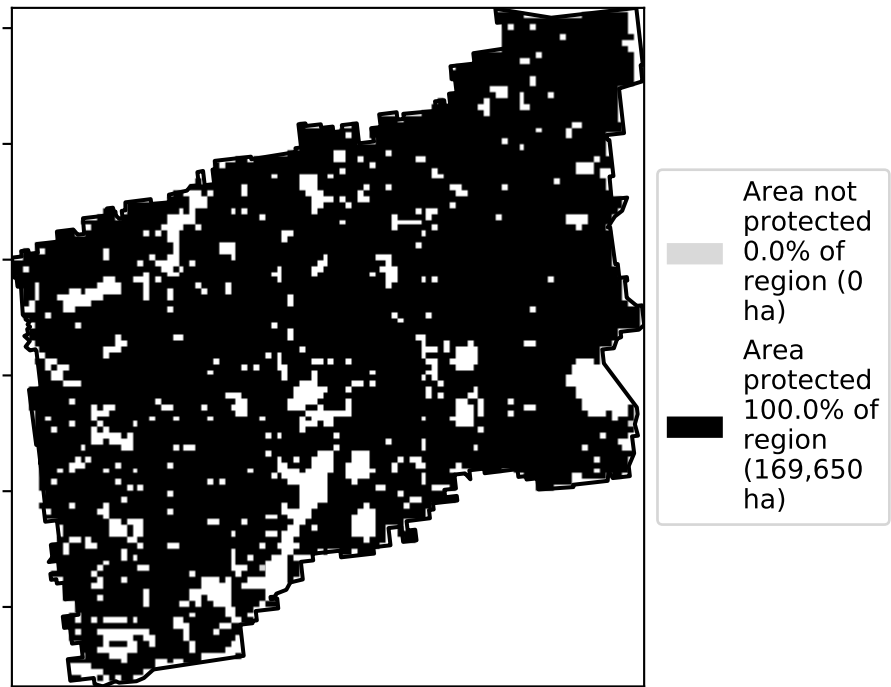 Area not
protected
0.0% of
region (0
ha)
Area
protected
100.0% of
region
(169,650
ha)